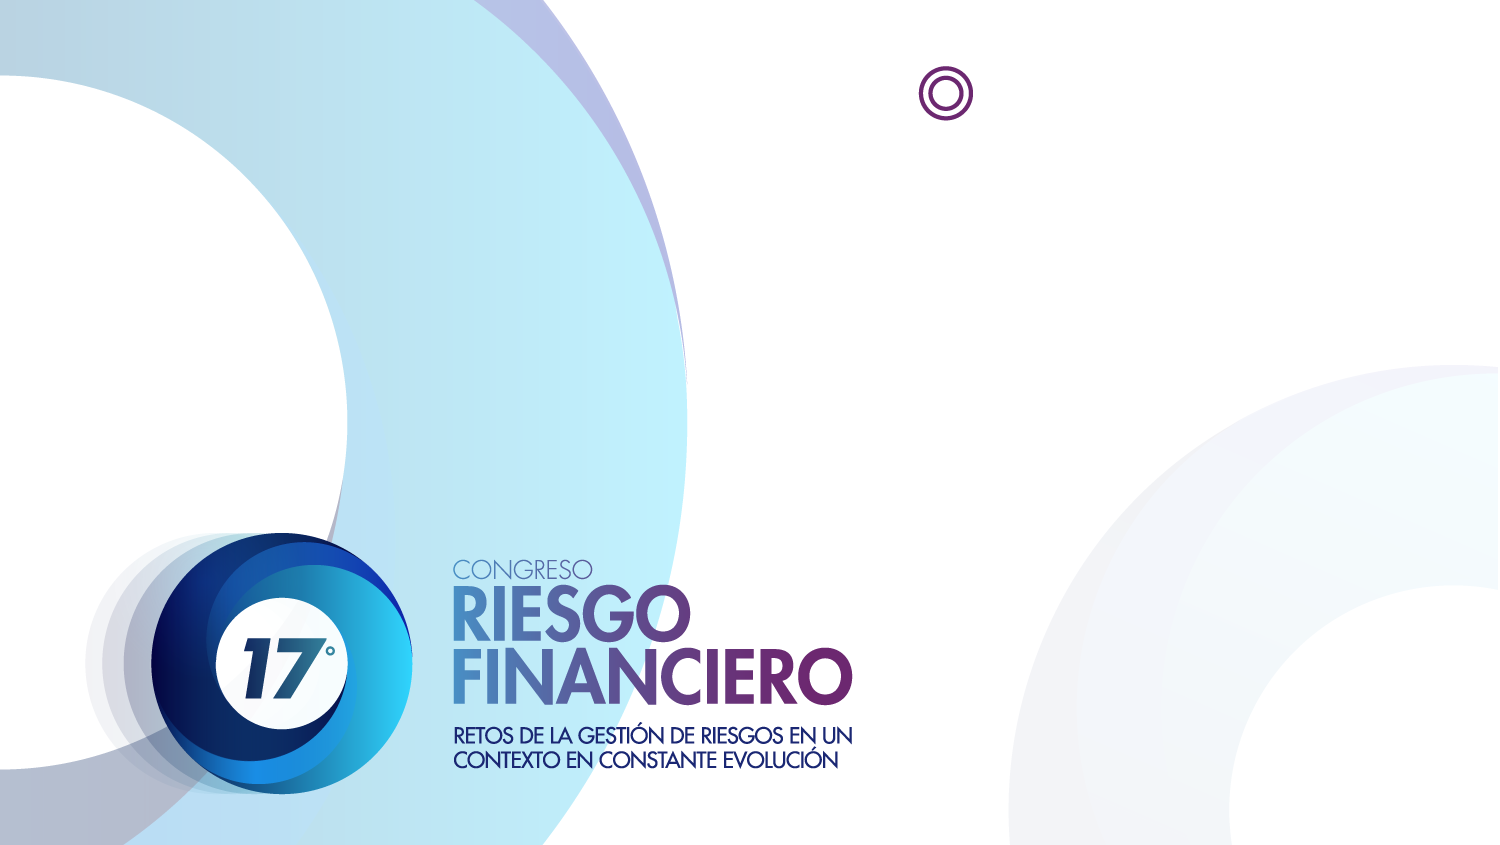 17°
CONGRESO
RIESGO
FINANCIERO
RETOS DE LA GESTIÓN DE RIESGOS EN UN
CONTEXTO EN CONSTANTE EVOLUCIÓN